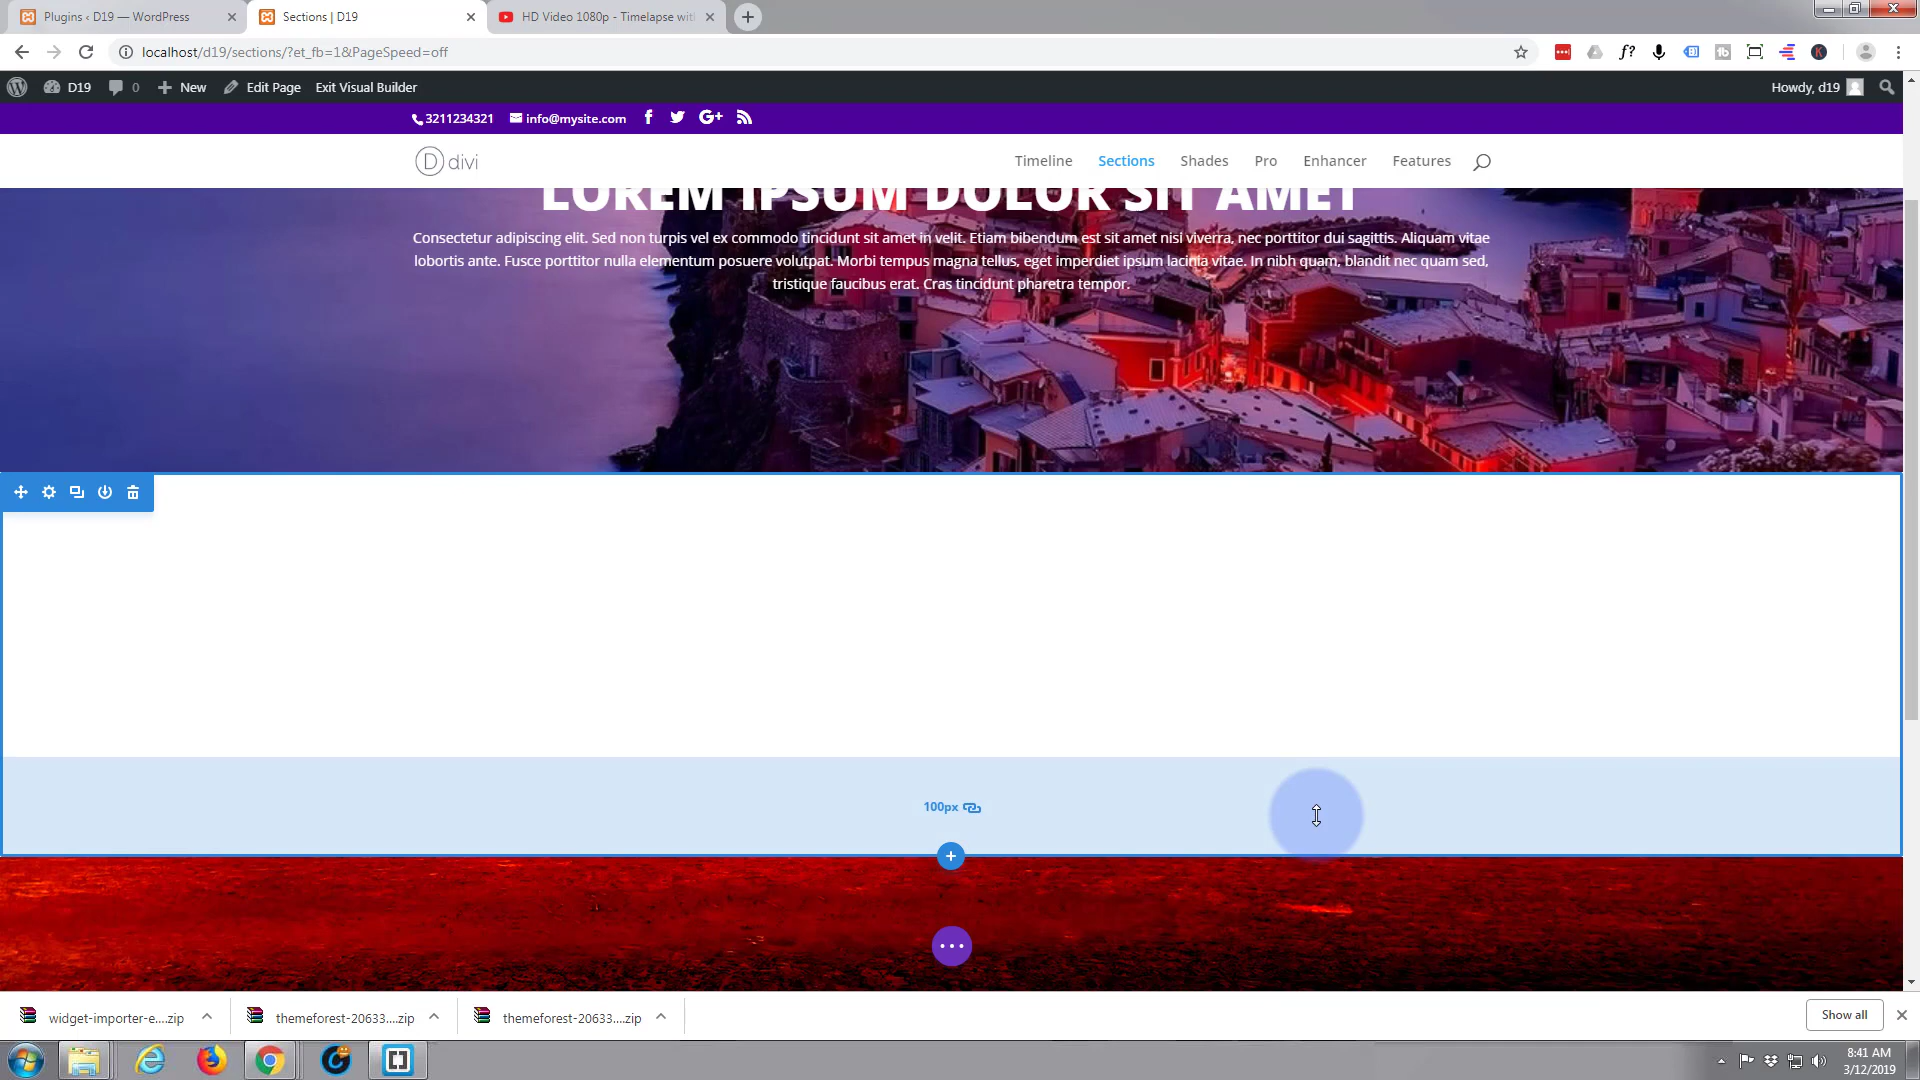 Plugins ‹ D19 — WordPress
Sections | D19
HD Video 1080p - Timelapse with
localhost/d19/sections/?et_fb=1&PageSpeed=off
D19
0
New
Edit Page
Exit Visual Builder
Howdy, d19
3211234321
info@mysite.com
D divi
Timeline
Sections
Shades
Pro
Enhancer
Features
LOREM IPSUM DOLOR SIT AMET
Consectetur adipiscing elit. Sed non turpis vel ex commodo tincidunt sit amet in velit. Etiam bibendum est sit amet nisi viverra, nec porttitor dui sagittis. Aliquam vitae
lobortis ante. Fusce porttitor nulla elementum posuere volutpat. Morbi tempus magna tellus, eget imperdiet ipsum lacinia vitae. In nibh quam, blandit nec quam sed,
tristique faucibus erat. Cras tincidunt pharetra tempor.
100px
widget-importer-e....zip
themeforest-20633....zip
themeforest-20633....zip
Show all
8:41 AM
3/12/2019